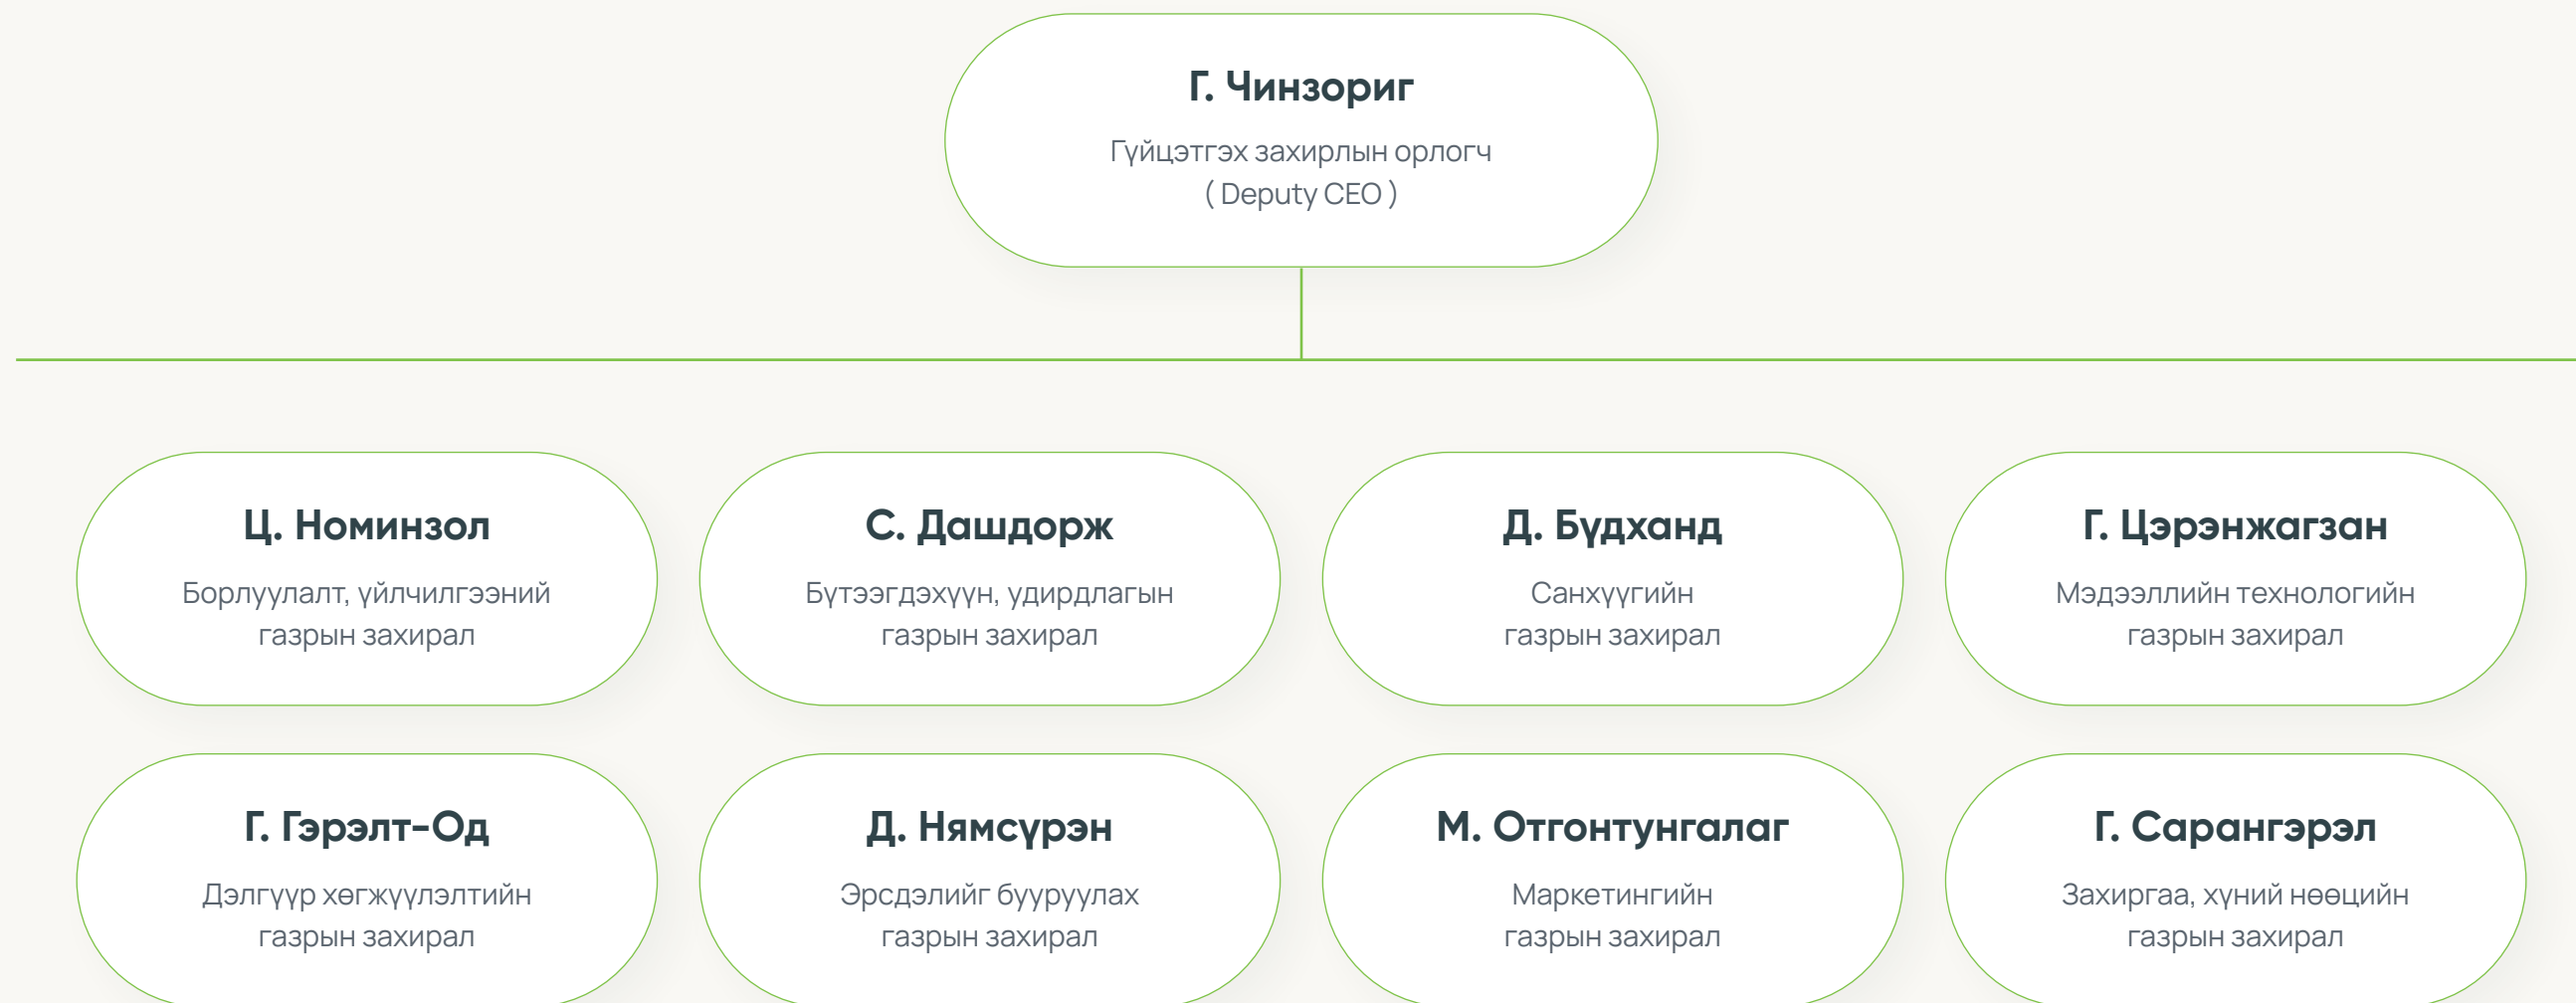 Г. Чинзориг
Гүйцэтгэх захирлын орлогч
( Deputy CEO )
Ц. Номинзол
Борлуулалт, үйлчилгээний
газрын захирал
С. Дашдорж
Бүтээгдэхүүн, удирдлагын
газрын захирал
Д. Бүдханд
Санхүүгийн
газрын захирал
Г. Цэрэнжагзан
Мэдээллийн технологийн
газрын захирал
Г. Гэрэлт-Од
Дэлгүүр хөгжүүлэлтийн
газрын захирал
Д. Нямсүрэн
Эрсдэлийг бууруулах
газрын захирал
М. Отгонтунгалаг
Маркетингийн
газрын захирал
Г. Сарангэрэл
Захиргаа, хүний нөөцийн
газрын захирал